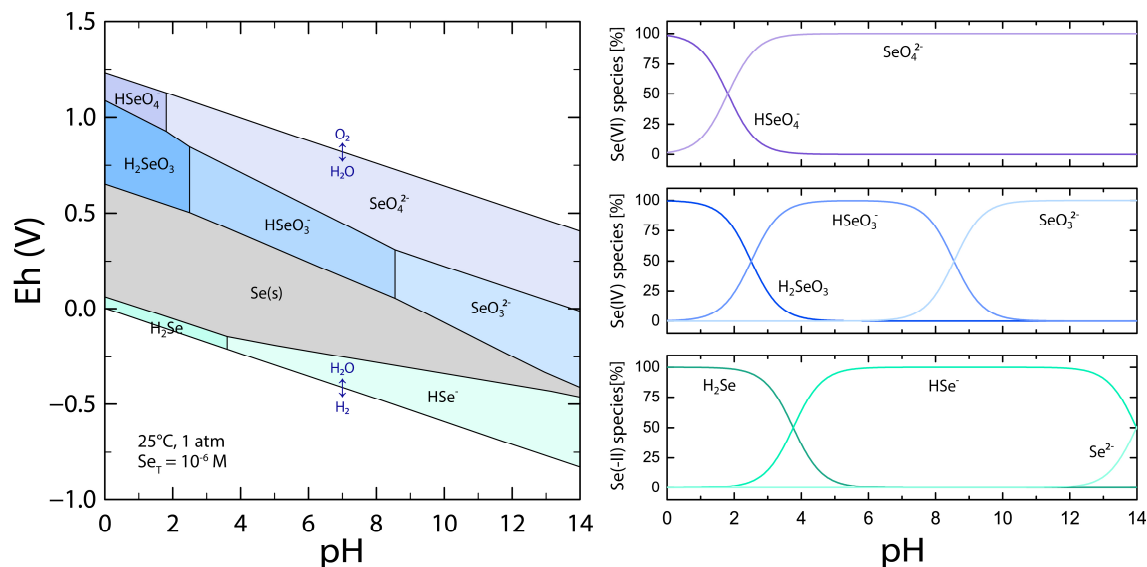 1.5
1.0
0.5
0.0
−0.5
−1.0
Eh (V)
0 2 4 6 8 10 12 14
pH
HSeO₄
H₂SeO₃
HSeO₃⁻
SeO₄²⁻
O₂
H₂O
Se(s)
SeO₃²⁻
H₂Se
H₂O
H₂
HSe⁻
25°C, 1 atm
Se_T = 10⁻⁶ M
Se(VI) species [%]
100
75
50
25
0
SeO₄²⁻
HSeO₄⁻
Se(IV) species [%]
100
75
50
25
0
HSeO₃⁻
SeO₃²⁻
H₂SeO₃
Se(-II) species[%]
100
75
50
25
0
H₂Se
HSe⁻
Se²⁻
0 2 4 6 8 10 12 14
pH